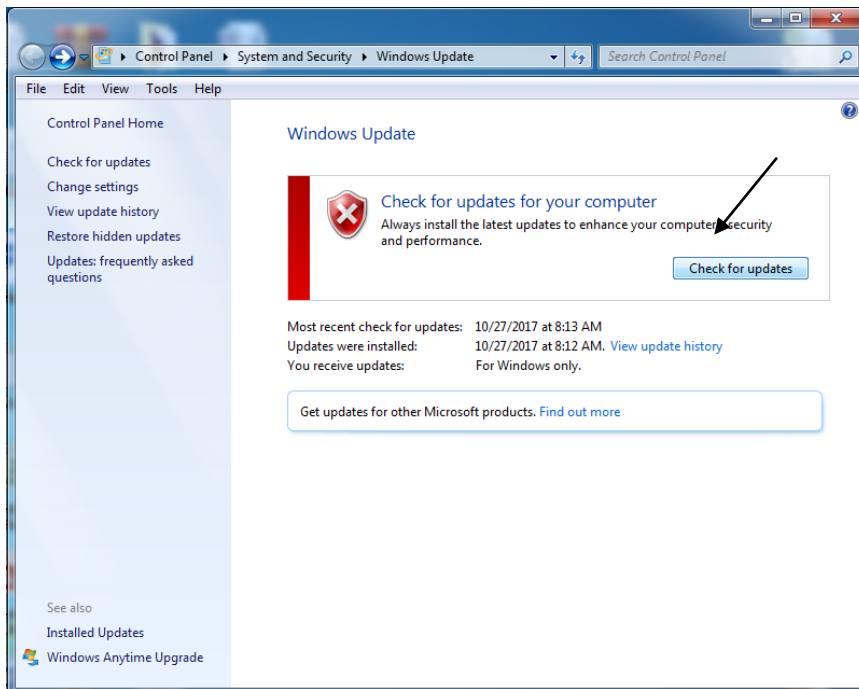 Control Panel ▸ System and Security ▸ Windows Update
Search Control Panel
File Edit View Tools Help
Control Panel Home
Check for updates
Change settings
View update history
Restore hidden updates
Updates: frequently asked
questions
Windows Update
Check for updates for your computer
Always install the latest updates to enhance your computer's security
and performance.
Check for updates
Most recent check for updates: 10/27/2017 at 8:13 AM
Updates were installed: 10/27/2017 at 8:12 AM. View update history
You receive updates: For Windows only.
Get updates for other Microsoft products. Find out more
See also
Installed Updates
Windows Anytime Upgrade